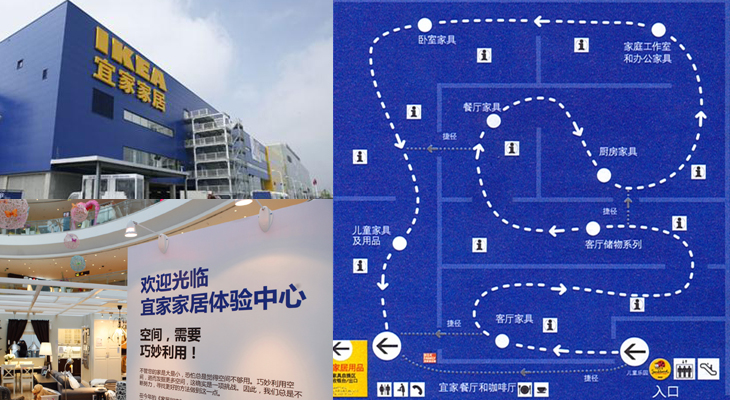 IKEA
宜家家居
欢迎光临
宜家家居体验中心
空间，需要
巧妙利用！
卧室家具
家庭工作室
和办公家具
餐厅家具
捷径
厨房家具
捷径
儿童家具
及用品
客厅储物系列
客厅家具
捷径
捷径
儿童乐园
家居用品
宜家餐厅和咖啡厅
入口